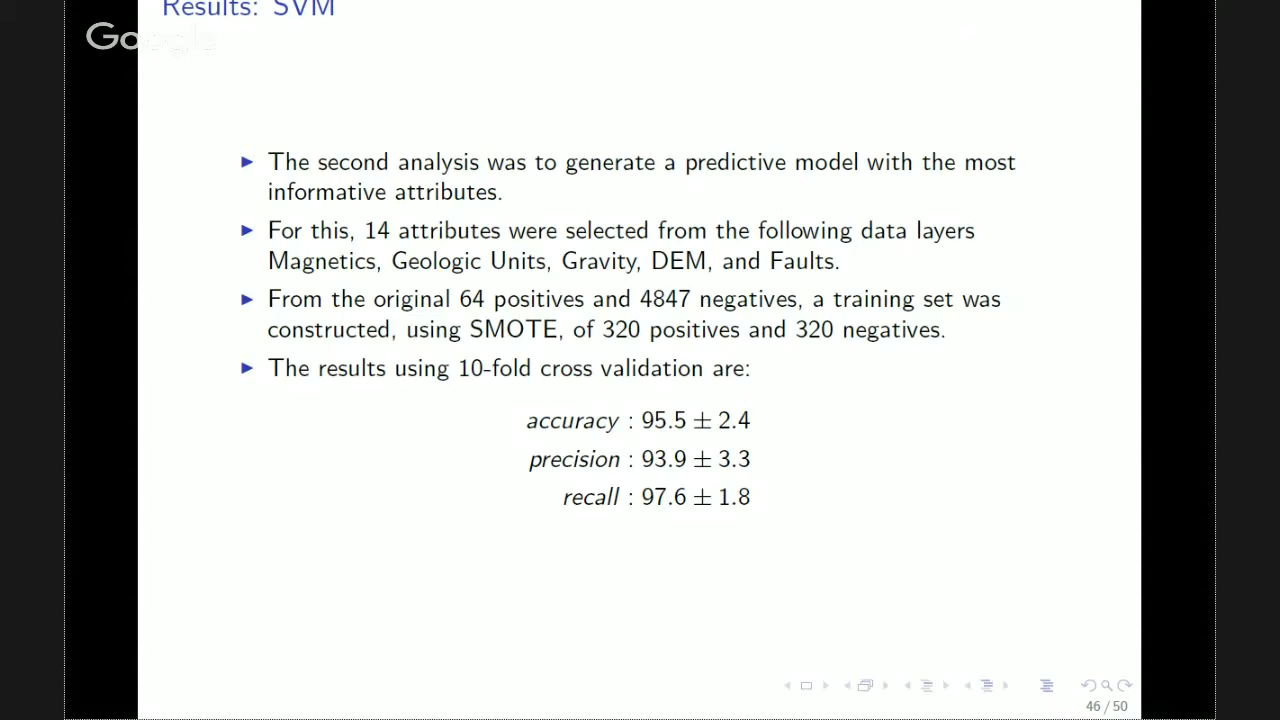 Results: SVM
Google
▶ The second analysis was to generate a predictive model with the most
informative attributes.
▶ For this, 14 attributes were selected from the following data layers
Magnetics, Geologic Units, Gravity, DEM, and Faults.
▶ From the original 64 positives and 4847 negatives, a training set was
constructed, using SMOTE, of 320 positives and 320 negatives.
▶ The results using 10-fold cross validation are:
accuracy : 95.5 ± 2.4
precision : 93.9 ± 3.3
recall : 97.6 ± 1.8
46 / 50